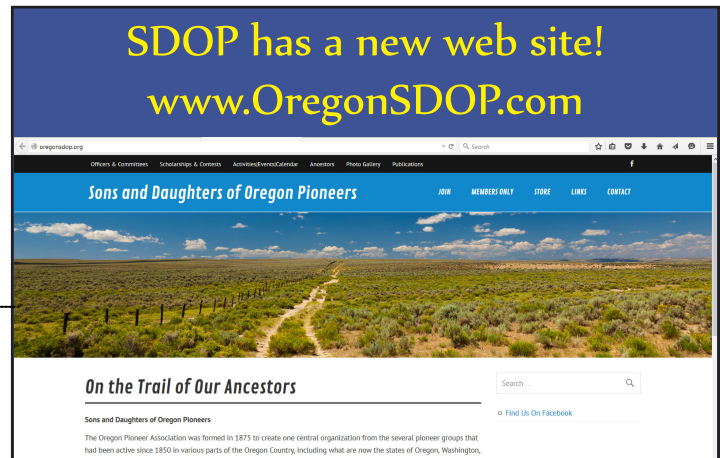 SDOP has a new web site!
www.OregonSDOP.com
oregonsdop.org
Search
Officers & Committees Scholarships & Contests Activities|Events|Calendar Ancestors Photo Gallery Publications
f
Sons and Daughters of Oregon Pioneers
JOIN MEMBERS ONLY STORE LINKS CONTACT
On the Trail of Our Ancestors
Search ...
Find Us On Facebook
Sons and Daughters of Oregon Pioneers
The Oregon Pioneer Association was formed in 1875 to create one central organization from the several pioneer groups that
had been active since 1850 in various parts of the Oregon Country, including what are now the states of Oregon, Washington,